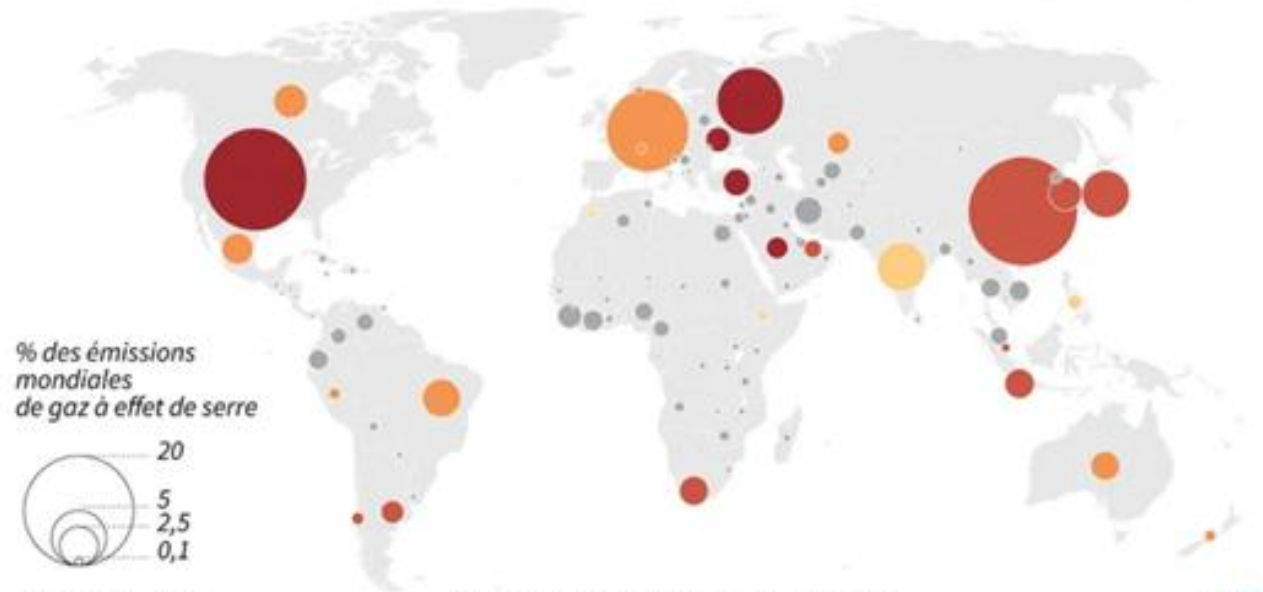 % des émissions
mondiales
de gaz à effet de serre
20
5
2,5
0,1